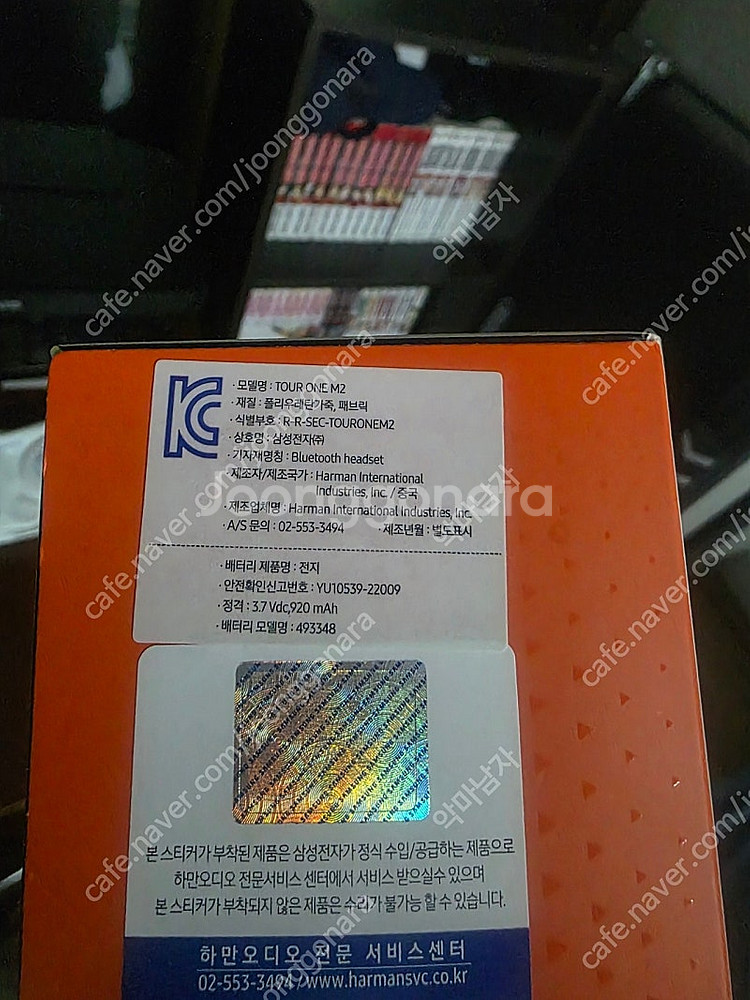 · 모델명 : TOUR ONE M2
· 재질 : 폴리우레탄가죽, 패브릭
· 식별부호 : R-R-SEC-TOURONEM2
· 상호명 : 삼성전자㈜
· 기자재명칭 : Bluetooth headset
· 제조자/제조국가 : Harman International
Industries, Inc. / 중국
· 제조업체명 : Harman International Industries, Inc.
· A/S 문의 : 02-553-3494 · 제조년월 : 별도표시
· 배터리 제품명 : 전지
· 안전확인신고번호 : YU10539-22009
· 정격 : 3.7 Vdc,920 mAh
· 배터리 모델명 : 493348
본 스티커가 부착된 제품은 삼성전자가 정식 수입/공급하는 제품으로
하만오디오 전문서비스 센터에서 서비스 받으실수 있으며
본 스티커가 부착되지 않은 제품은 수리가 불가능 할 수 있습니다.
하만오디오 전문 서비스센터
02-553-3494 / www.harmansvc.co.kr
Joonggonara
cafe.naver.com/joonggonara
악마남자